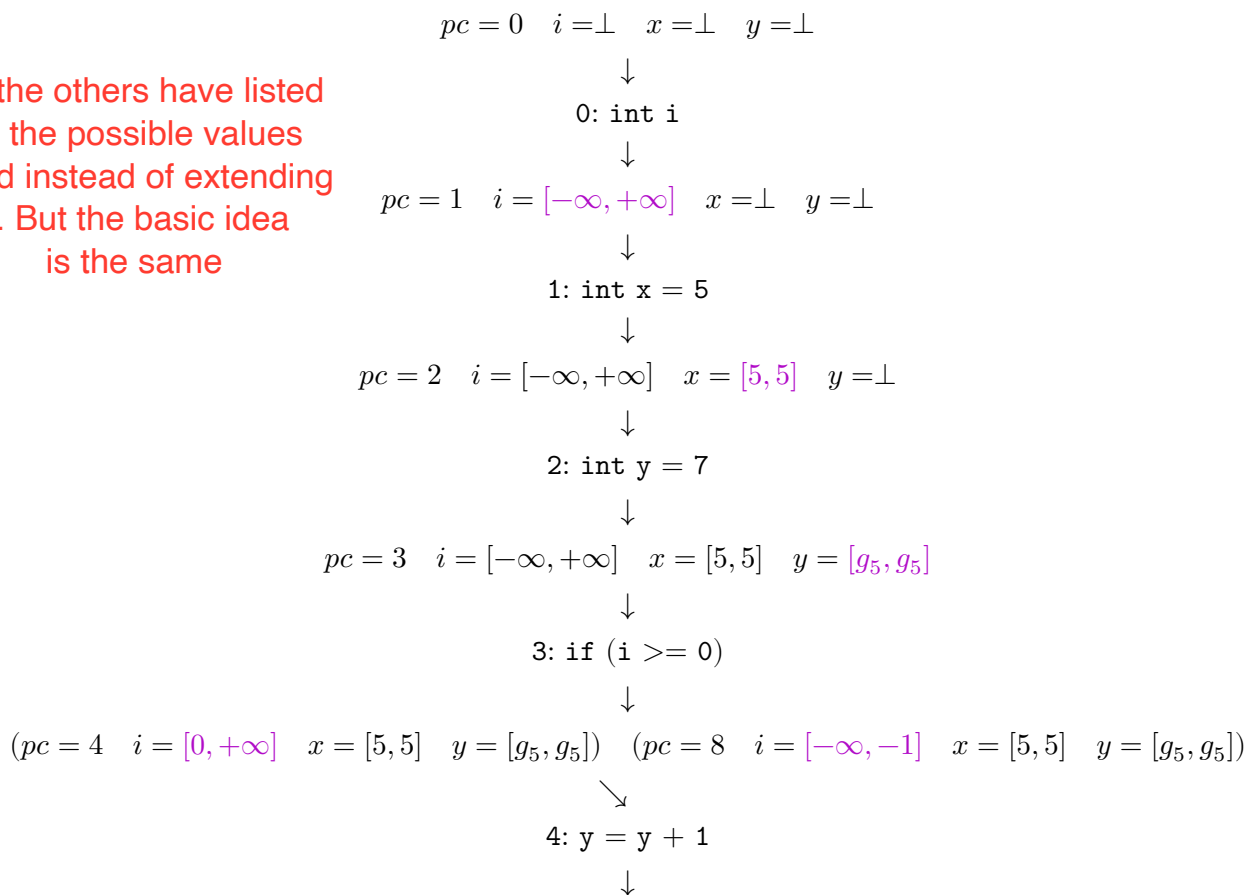 pc = 0 i =⊥ x =⊥ y =⊥
↓
0: int i
↓
pc = 1 i = [−∞, +∞] x =⊥ y =⊥
↓
1: int x = 5
↓
pc = 2 i = [−∞, +∞] x = [5, 5] y =⊥
↓
2: int y = 7
↓
pc = 3 i = [−∞, +∞] x = [5, 5] y = [g₅, g₅]
↓
3: if (i >= 0)
↓
(pc = 4 i = [0, +∞] x = [5, 5] y = [g₅, g₅]) (pc = 8 i = [−∞, −1] x = [5, 5] y = [g₅, g₅])
↘
4: y = y + 1
↓
the others have listed
the possible values
instead of extending
. But the basic idea
is the same